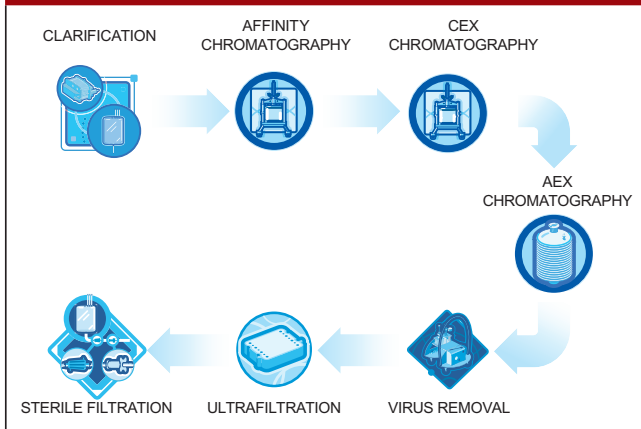 CLARIFICATION
AFFINITY
CHROMATOGRAPHY
CEX
CHROMATOGRAPHY
AEX
CHROMATOGRAPHY
STERILE FILTRATION
ULTRAFILTRATION
VIRUS REMOVAL